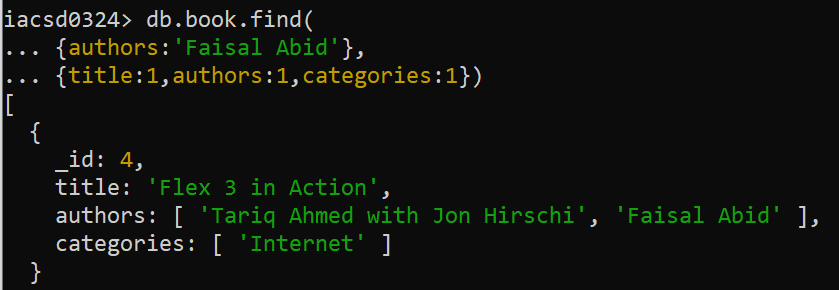 iacsd0324> db.book.find(
... {authors:'Faisal Abid'},
... {title:1,authors:1,categories:1})
[
  {
    _id: 4,
    title: 'Flex 3 in Action',
    authors: [ 'Tariq Ahmed with Jon Hirschi', 'Faisal Abid' ],
    categories: [ 'Internet' ]
  }